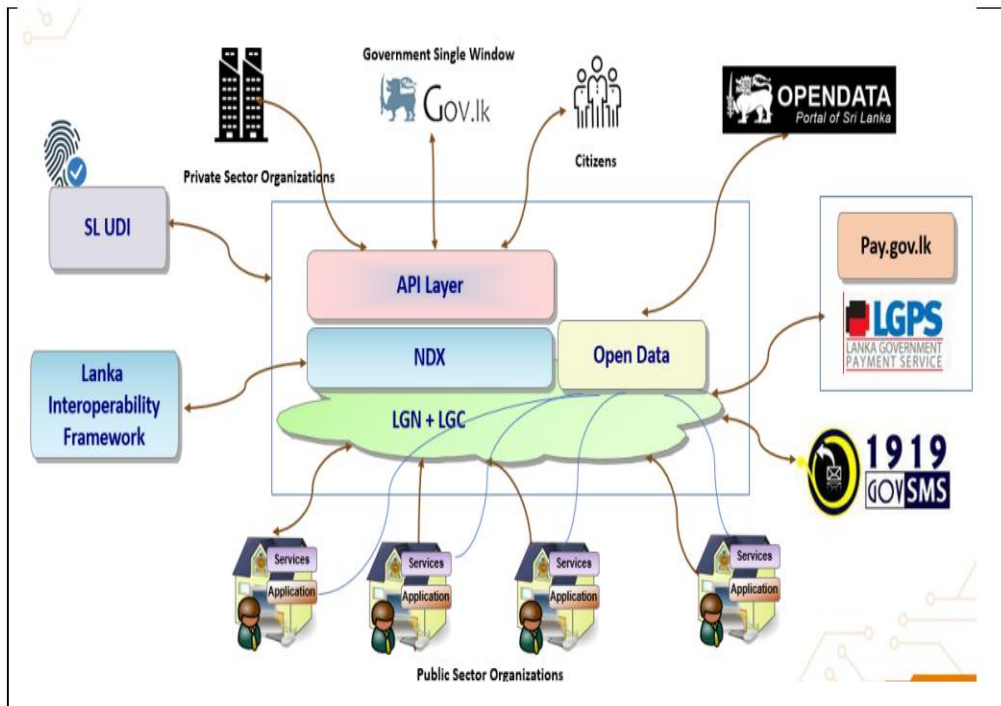 Government Single Window
Gov.lk
OPENDATA
Portal of Sri Lanka
Private Sector Organizations
Citizens
SL UDI
API Layer
Pay.gov.lk
LGPS
LANKA GOVERNMENT
PAYMENT SERVICE
NDX
Open Data
Lanka
Interoperability
Framework
LGN + LGC
1919
GOVSMS
Services
Application
Services
Application
Services
Application
Services
Application
Public Sector Organizations